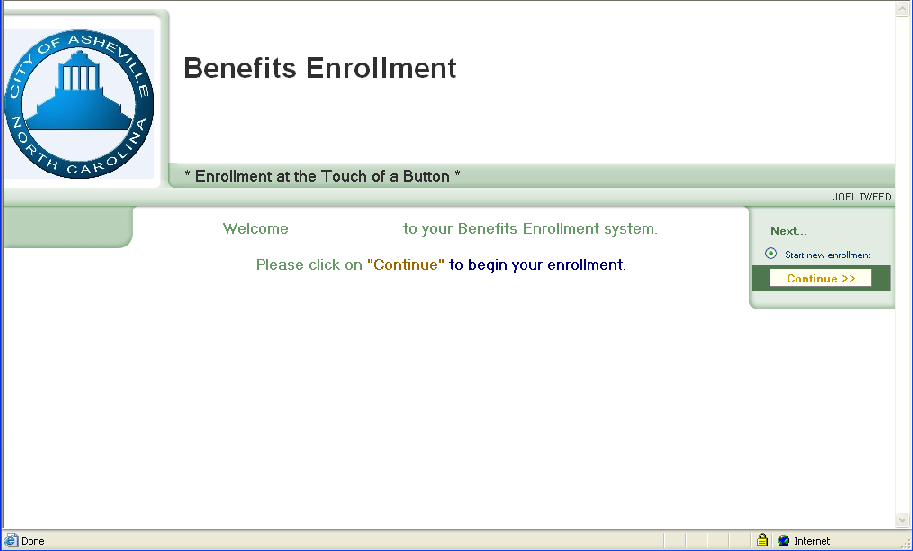 CITY OF ASHEVILLE
NORTH CAROLINA
Benefits Enrollment
* Enrollment at the Touch of a Button *
JOEL TWEED
Welcome to your Benefits Enrollment system.
Please click on "Continue" to begin your enrollment.
Next...
Start new enrollment
Continue >>
Done
Internet